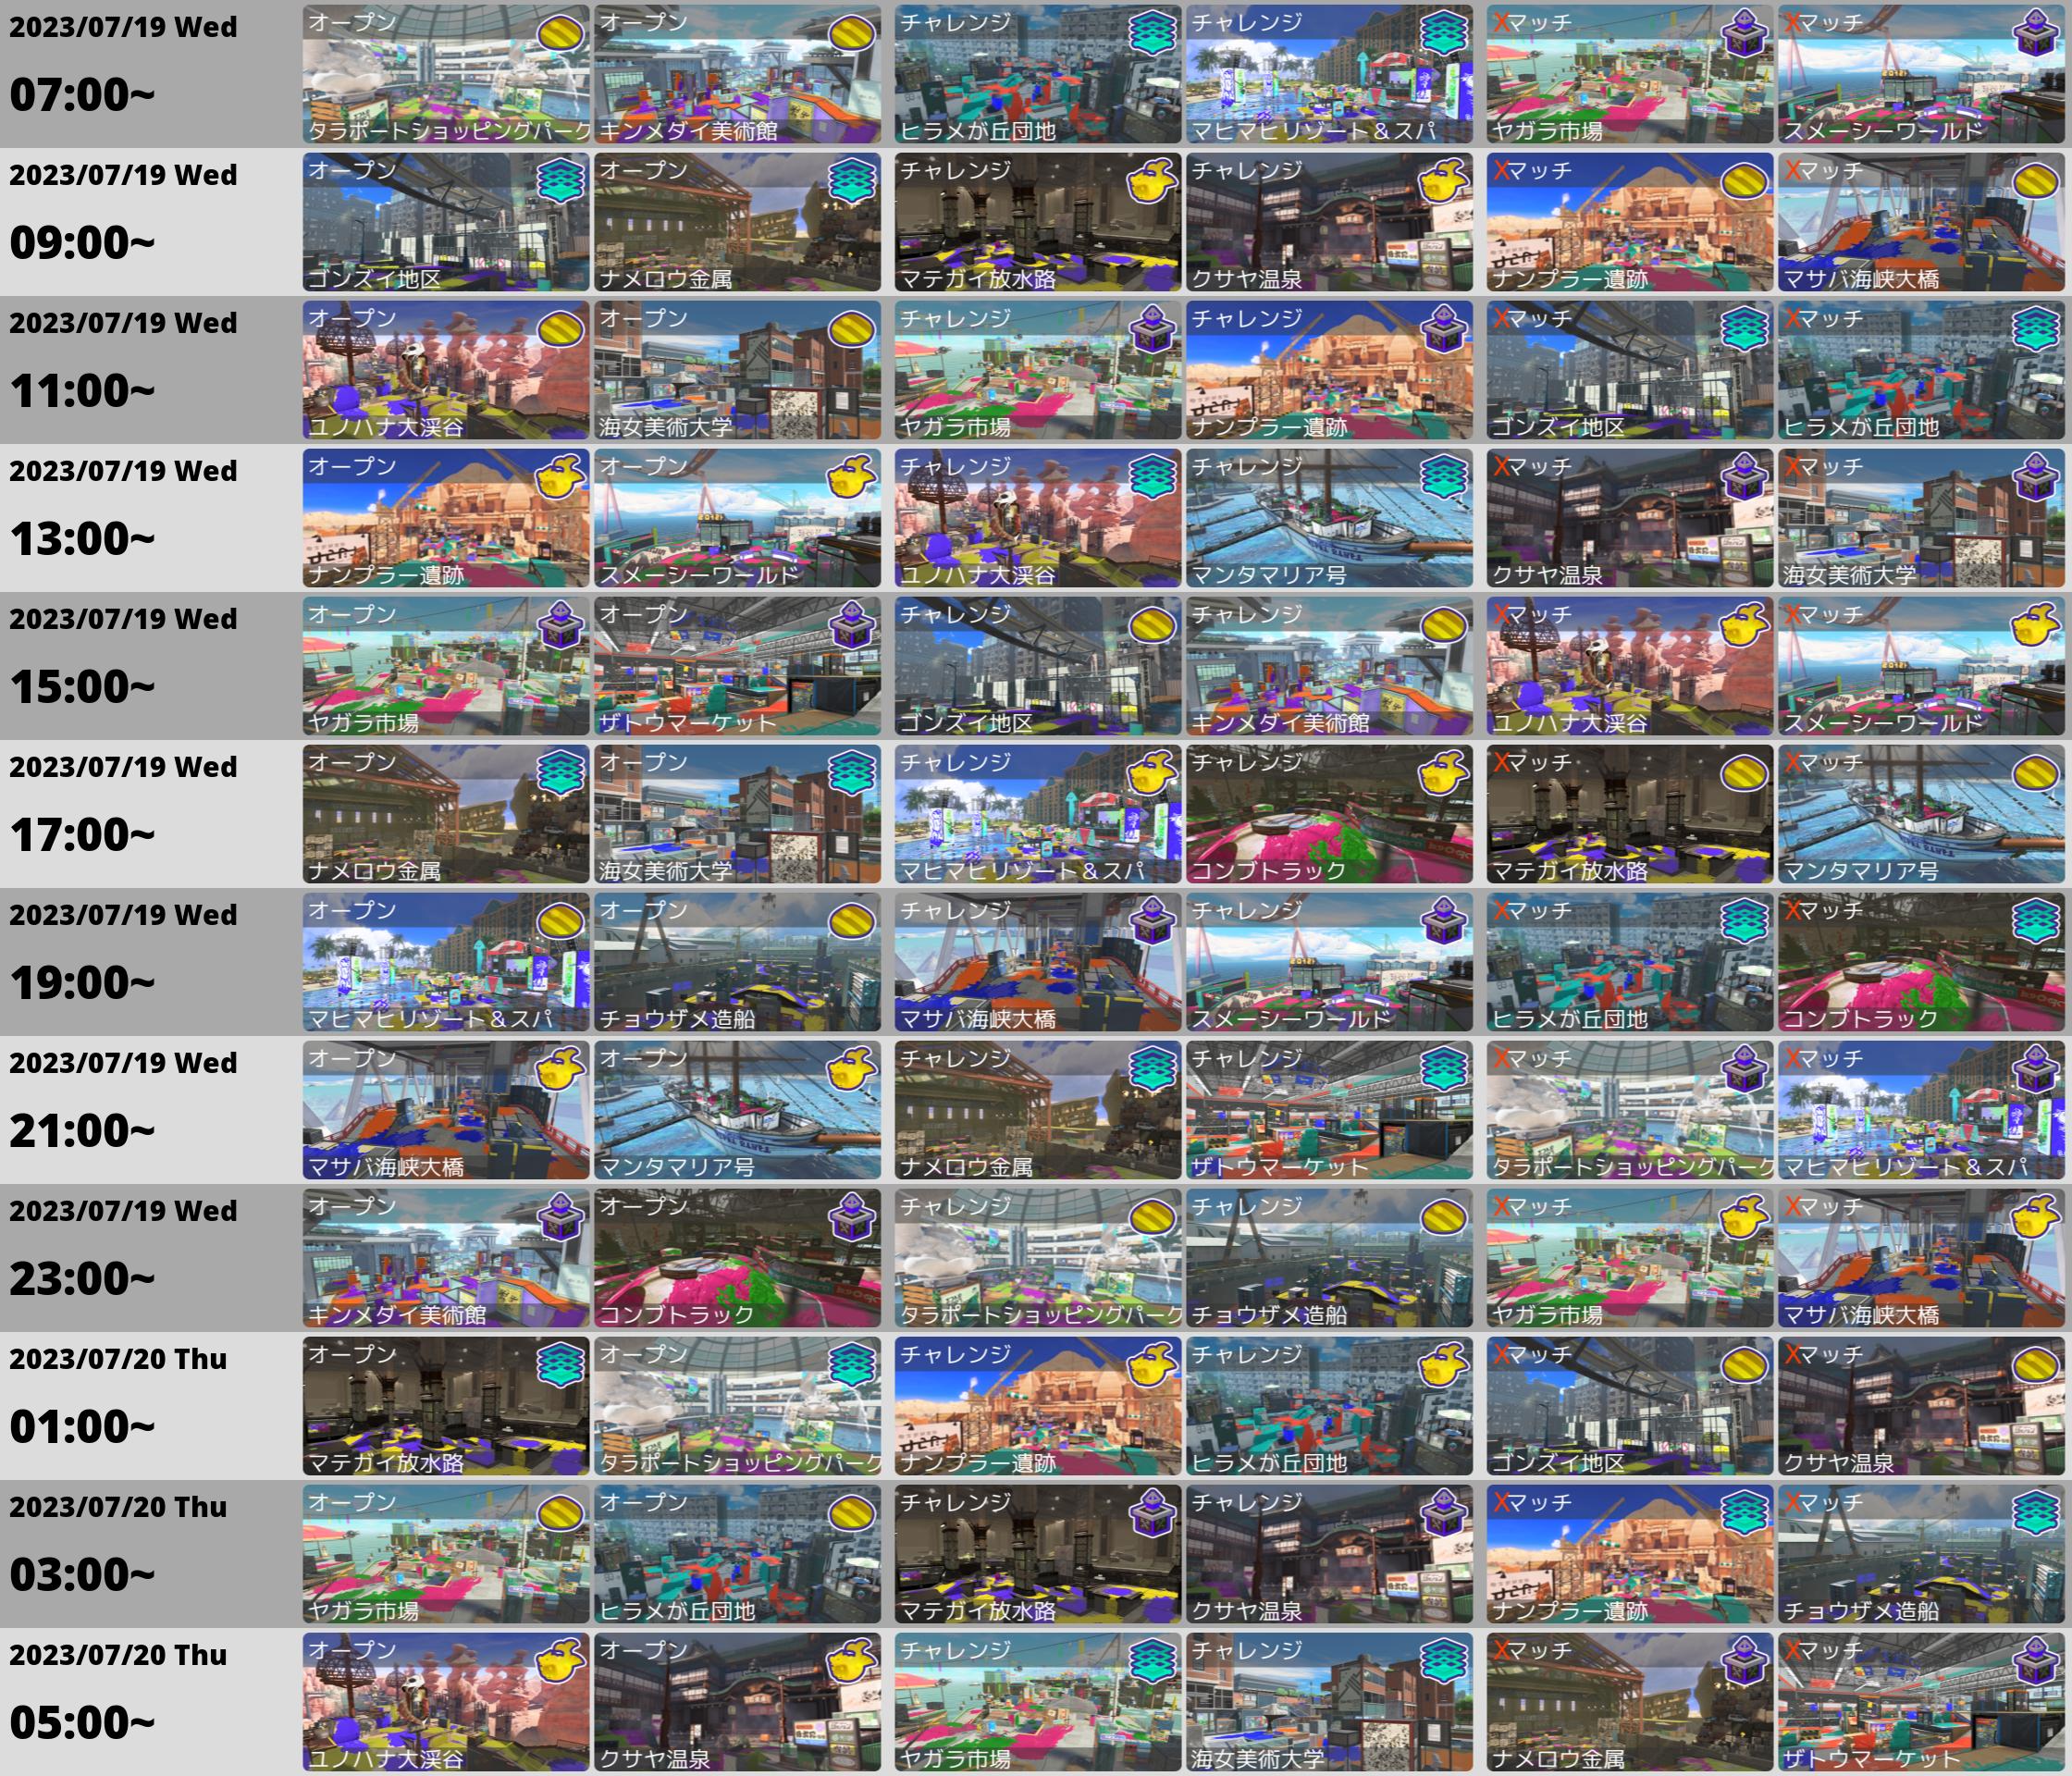 2023/07/19 Wed
07:00~
オープン オープン チャレンジ チャレンジ Xマッチ Xマッチ
タラポートショッピングパーク キンメダイ美術館 ヒラメが丘団地 マヒマヒリゾート＆スパ ヤガラ市場 スメーシーワールド
2023/07/19 Wed
09:00~
オープン オープン チャレンジ チャレンジ Xマッチ Xマッチ
ゴンズイ地区 ナメロウ金属 マテガイ放水路 クサヤ温泉 ナンプラー遺跡 マサバ海峡大橋
2023/07/19 Wed
11:00~
オープン オープン チャレンジ チャレンジ Xマッチ Xマッチ
ユノハナ大渓谷 海女美術大学 ヤガラ市場 ナンプラー遺跡 ゴンズイ地区 ヒラメが丘団地
2023/07/19 Wed
13:00~
オープン オープン チャレンジ チャレンジ Xマッチ Xマッチ
ナンプラー遺跡 スメーシーワールド ユノハナ大渓谷 マンタマリア号 クサヤ温泉 海女美術大学
2023/07/19 Wed
15:00~
オープン オープン チャレンジ チャレンジ Xマッチ Xマッチ
ヤガラ市場 ザトウマーケット ゴンズイ地区 キンメダイ美術館 ユノハナ大渓谷 スメーシーワールド
2023/07/19 Wed
17:00~
オープン オープン チャレンジ チャレンジ Xマッチ Xマッチ
ナメロウ金属 海女美術大学 マヒマヒリゾート＆スパ コンブトラック マテガイ放水路 マンタマリア号
2023/07/19 Wed
19:00~
オープン オープン チャレンジ チャレンジ Xマッチ Xマッチ
マヒマヒリゾート＆スパ チョウザメ造船 マサバ海峡大橋 スメーシーワールド ヒラメが丘団地 コンブトラック
2023/07/19 Wed
21:00~
オープン オープン チャレンジ チャレンジ Xマッチ Xマッチ
マサバ海峡大橋 マンタマリア号 ナメロウ金属 ザトウマーケット タラポートショッピングパーク マヒマヒリゾート＆スパ
2023/07/19 Wed
23:00~
オープン オープン チャレンジ チャレンジ Xマッチ Xマッチ
キンメダイ美術館 コンブトラック タラポートショッピングパーク チョウザメ造船 ヤガラ市場 マサバ海峡大橋
2023/07/20 Thu
01:00~
オープン オープン チャレンジ チャレンジ Xマッチ Xマッチ
マテガイ放水路 タラポートショッピングパーク ナンプラー遺跡 ヒラメが丘団地 ゴンズイ地区 クサヤ温泉
2023/07/20 Thu
03:00~
オープン オープン チャレンジ チャレンジ Xマッチ Xマッチ
ヤガラ市場 ヒラメが丘団地 マテガイ放水路 クサヤ温泉 ナンプラー遺跡 チョウザメ造船
2023/07/20 Thu
05:00~
オープン オープン チャレンジ チャレンジ Xマッチ Xマッチ
ユノハナ大渓谷 クサヤ温泉 ヤガラ市場 海女美術大学 ナメロウ金属 ザトウマーケット